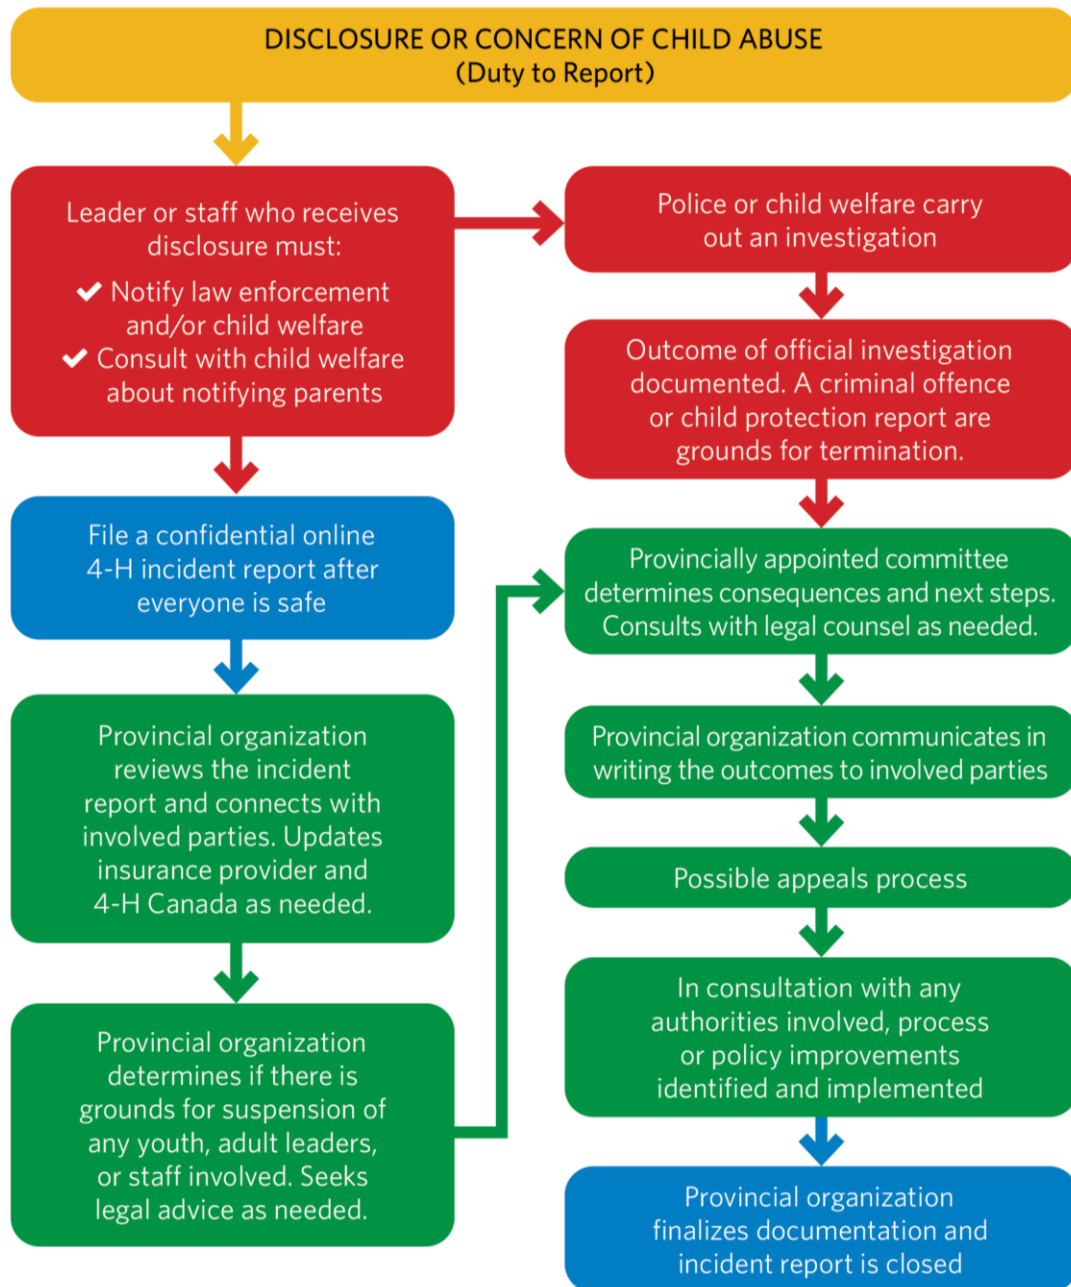 DISCLOSURE OR CONCERN OF CHILD ABUSE
(Duty to Report)
Leader or staff who receives
disclosure must:
✔ Notify law enforcement
and/or child welfare
✔ Consult with child welfare
about notifying parents
File a confidential online
4-H incident report after
everyone is safe
Provincial organization
reviews the incident
report and connects with
involved parties. Updates
insurance provider and
4-H Canada as needed.
Provincial organization
determines if there is
grounds for suspension of
any youth, adult leaders,
or staff involved. Seeks
legal advice as needed.
Police or child welfare carry
out an investigation
Outcome of official investigation
documented. A criminal offence
or child protection report are
grounds for termination.
Provincially appointed committee
determines consequences and next steps.
Consults with legal counsel as needed.
Provincial organization communicates in
writing the outcomes to involved parties
Possible appeals process
In consultation with any
authorities involved, process
or policy improvements
identified and implemented
Provincial organization
finalizes documentation and
incident report is closed